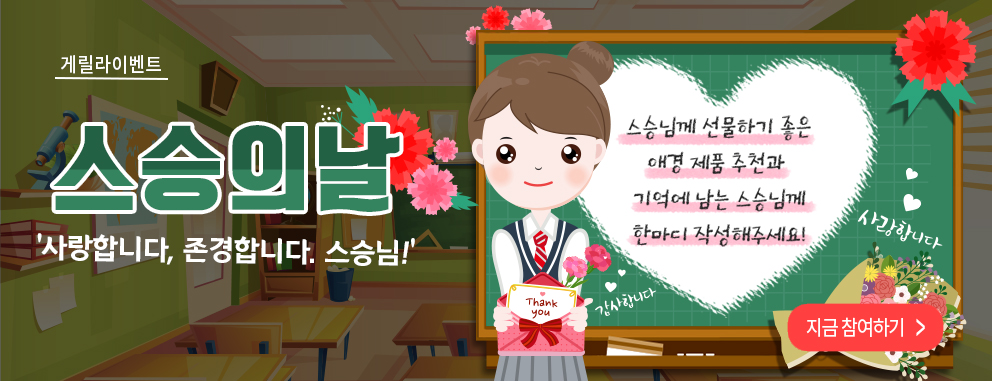 게릴라이벤트
스승의날
'사랑합니다, 존경합니다. 스승님!'
스승님께 선물하기 좋은
애경 제품 추천과
기억에 남는 스승님께
한마디 작성해주세요!
사랑합니다
감사합니다
Thank
you
지금 참여하기 >